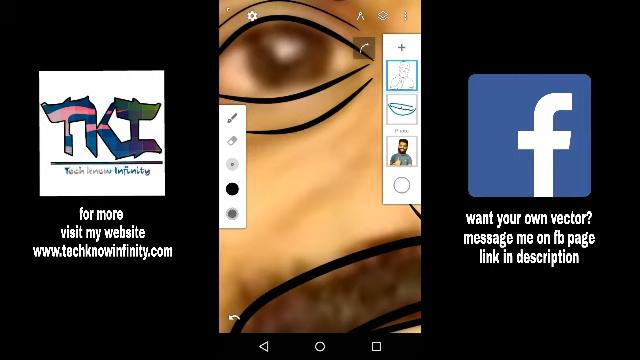 TKI
Tech know Infinity
for more
visit my website
www.techknowinfinity.com
Photo
f
want your own vector?
message me on fb page
link in description